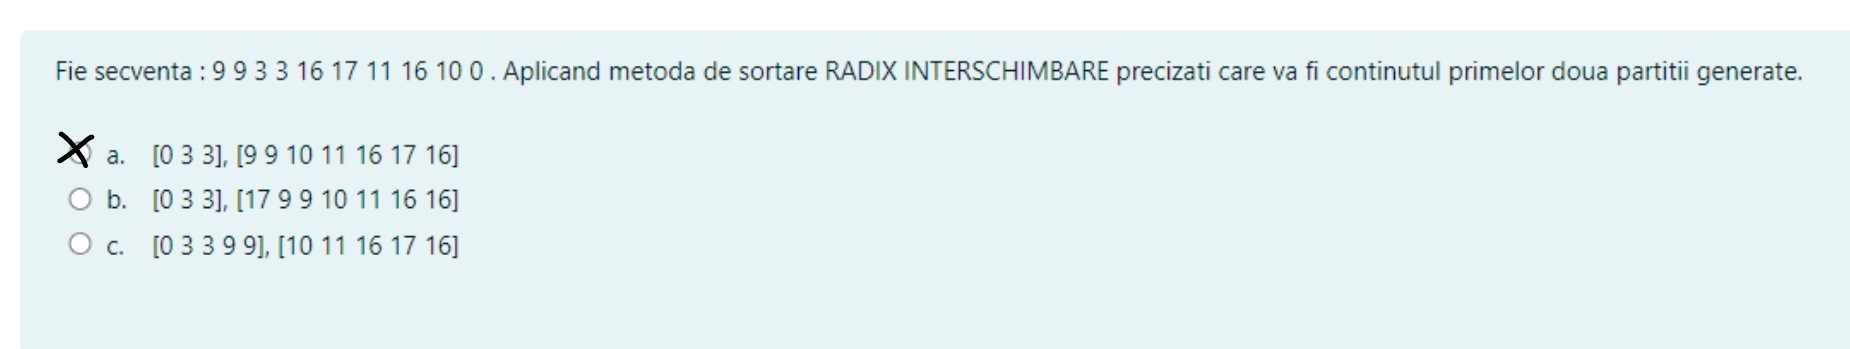 Fie secventa : 9 9 3 3 16 17 11 16 10 0 . Aplicand metoda de sortare RADIX INTERSCHIMBARE precizati care va fi continutul primelor doua partitii generate.
a. [0 3 3], [9 9 10 11 16 17 16]
b. [0 3 3], [17 9 9 10 11 16 16]
c. [0 3 3 9 9], [10 11 16 17 16]